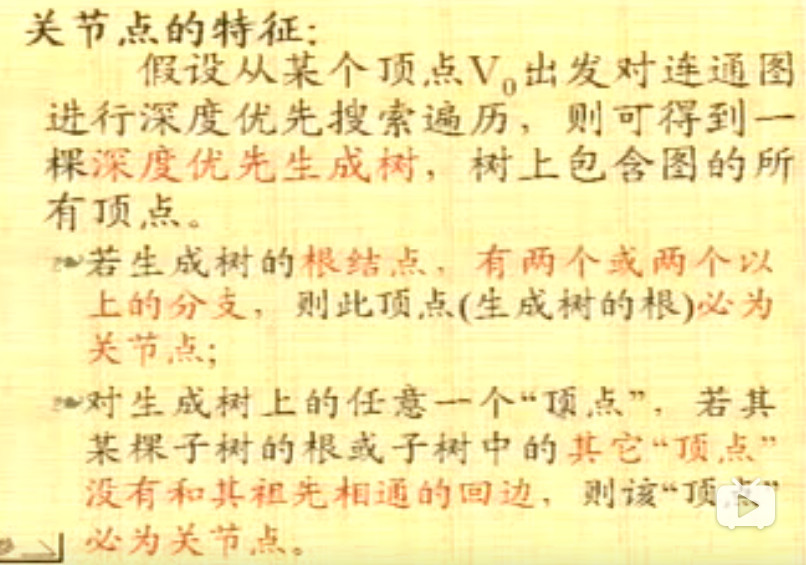 关节点的特征:
假设从某个顶点V0出发对连通图
进行深度优先搜索遍历，则可得到一
棵深度优先生成树，树上包含图的所
有顶点。
若生成树的根结点，有两个或两个以
上的分支，则此顶点(生成树的根)必为
关节点;
对生成树上的任意一个“顶点”，若其
某棵子树的根或子树中的其它“顶点”
没有和其祖先相通的回边，则该“顶点”
必为关节点。